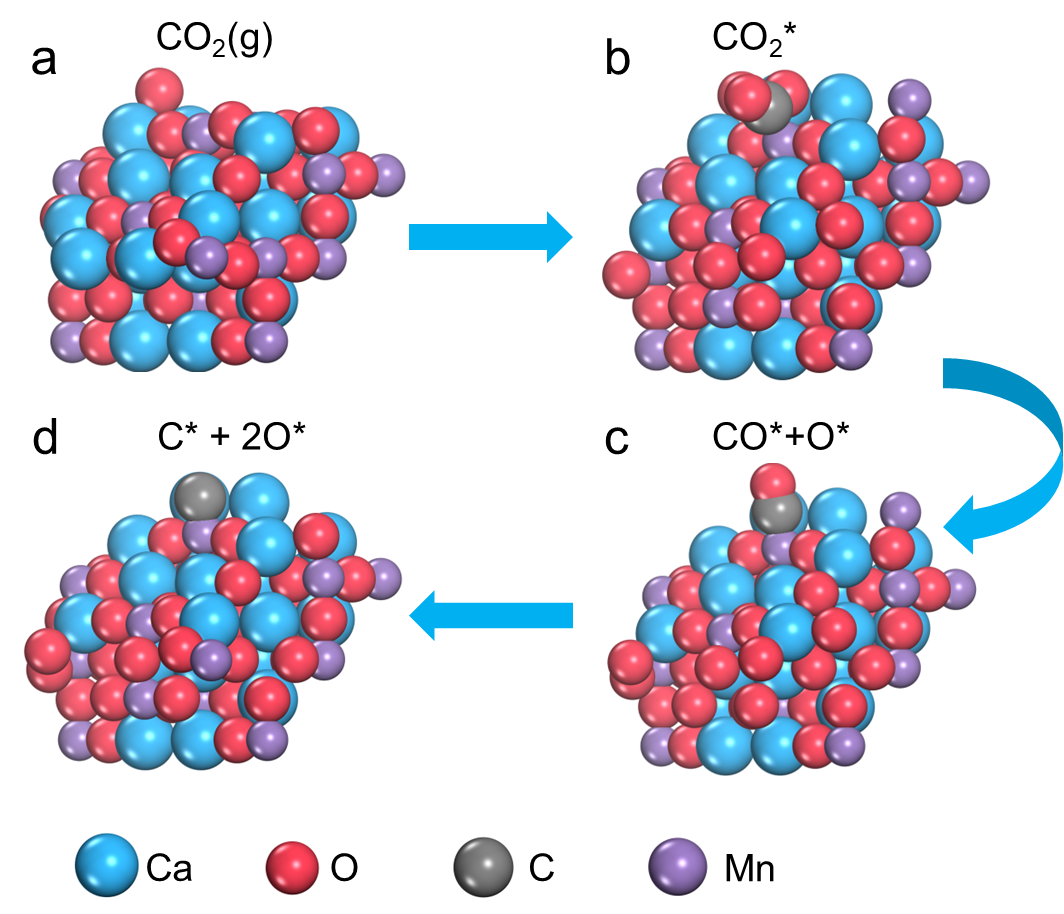 a CO₂(g)
b CO₂*
d C* + 2O*
c CO*+O*
Ca O C Mn